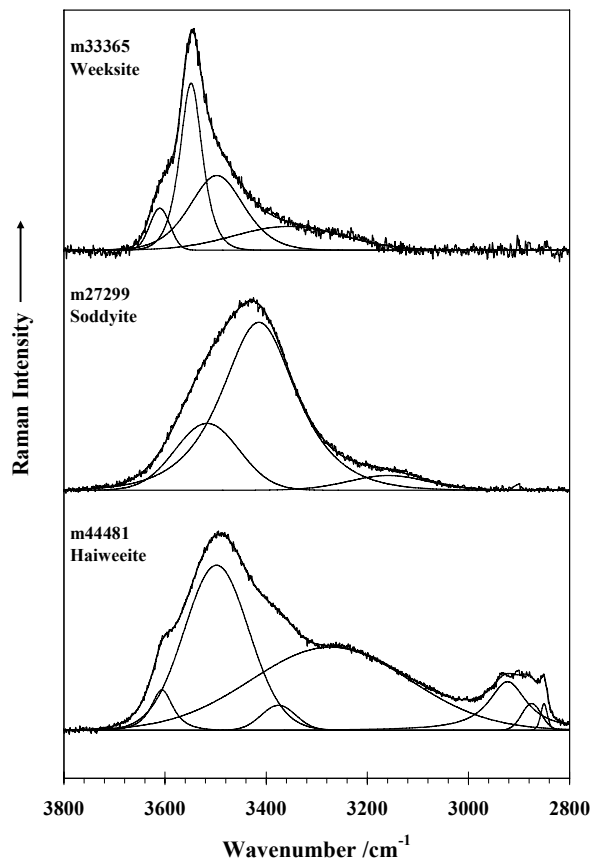 m33365
Weeksite
m27299
Soddyite
m44481
Haiweeite
Raman Intensity
3800 3600 3400 3200 3000 2800
Wavenumber /cm⁻¹